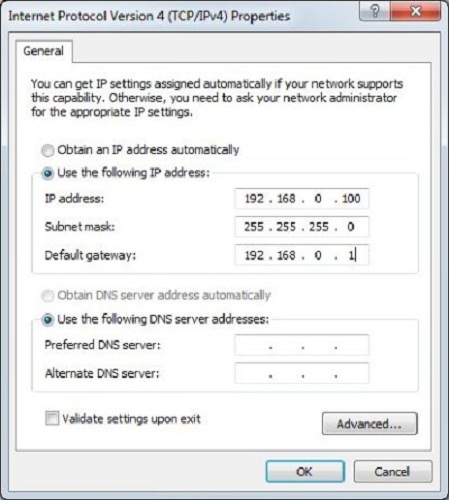 Internet Protocol Version 4 (TCP/IPv4) Properties
General
You can get IP settings assigned automatically if your network supports
this capability. Otherwise, you need to ask your network administrator
for the appropriate IP settings.
Obtain an IP address automatically
Use the following IP address:
IP address: 192 . 168 . 0 . 100
Subnet mask: 255 . 255 . 255 . 0
Default gateway: 192 . 168 . 0 . 1
Obtain DNS server address automatically
Use the following DNS server addresses:
Preferred DNS server: . . .
Alternate DNS server: . . .
Validate settings upon exit
Advanced...
OK Cancel